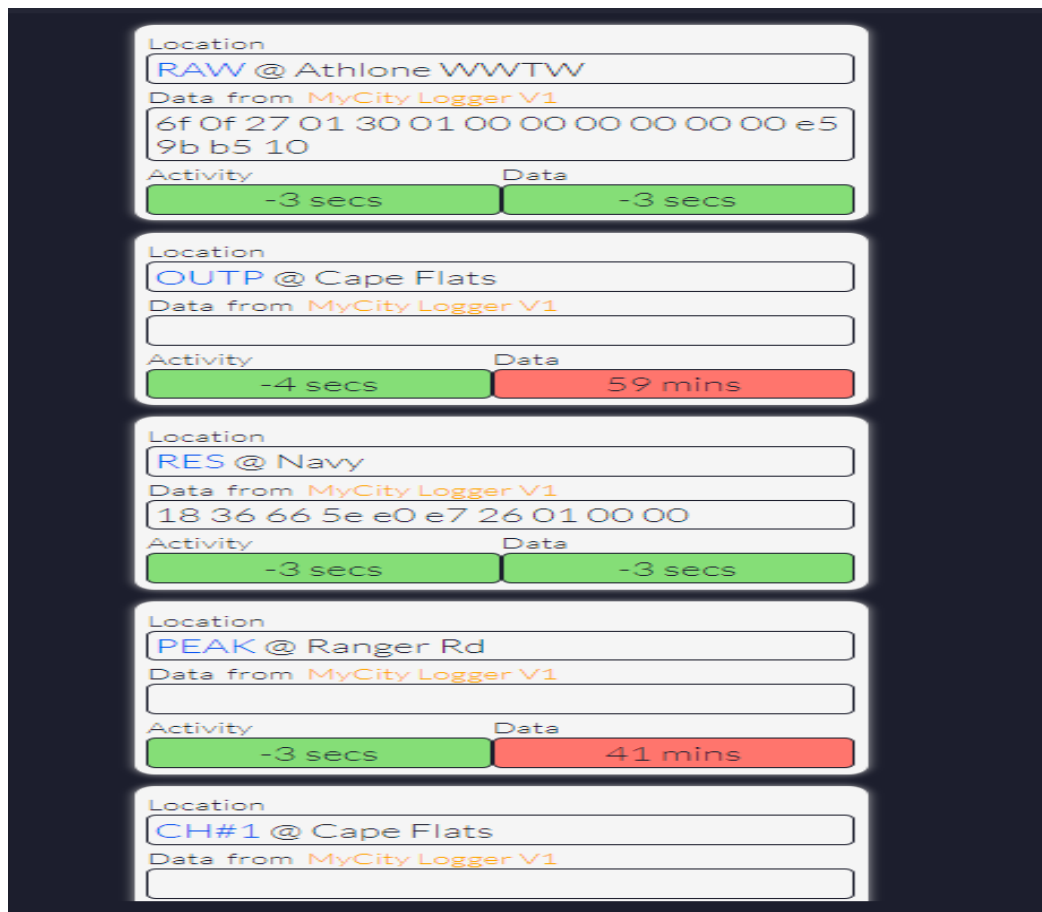 Location
RAW @ Athlone WWTW
Data from MyCity Logger V1
6f 0f 27 01 30 01 00 00 00 00 00 00 e5
9b b5 10
Activity Data
-3 secs -3 secs
Location
OUTP @ Cape Flats
Data from MyCity Logger V1
Activity Data
-4 secs 59 mins
Location
RES @ Navy
Data from MyCity Logger V1
18 36 66 5e e0 e7 26 01 00 00
Activity Data
-3 secs -3 secs
Location
PEAK @ Ranger Rd
Data from MyCity Logger V1
Activity Data
-3 secs 41 mins
Location
CH#1 @ Cape Flats
Data from MyCity Logger V1